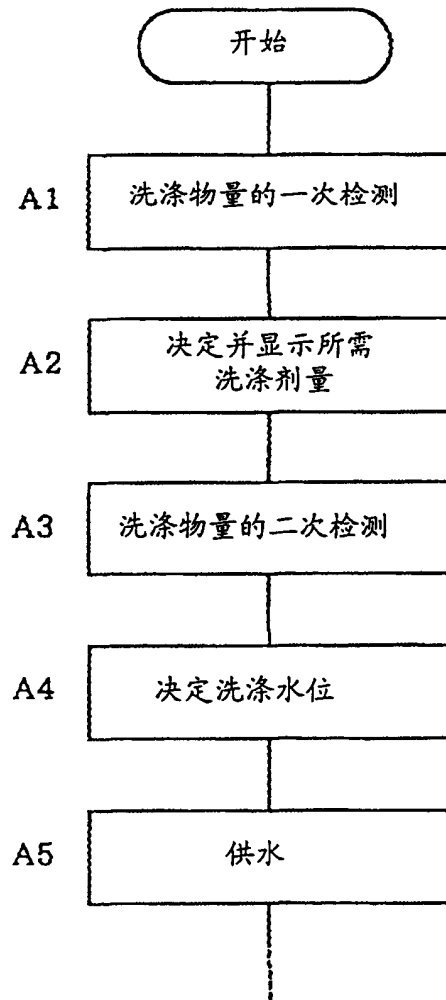 开始
A1
洗涤物量的一次检测
A2
决定并显示所需
洗涤剂量
A3
洗涤物量的二次检测
A4
决定洗涤水位
A5
供水